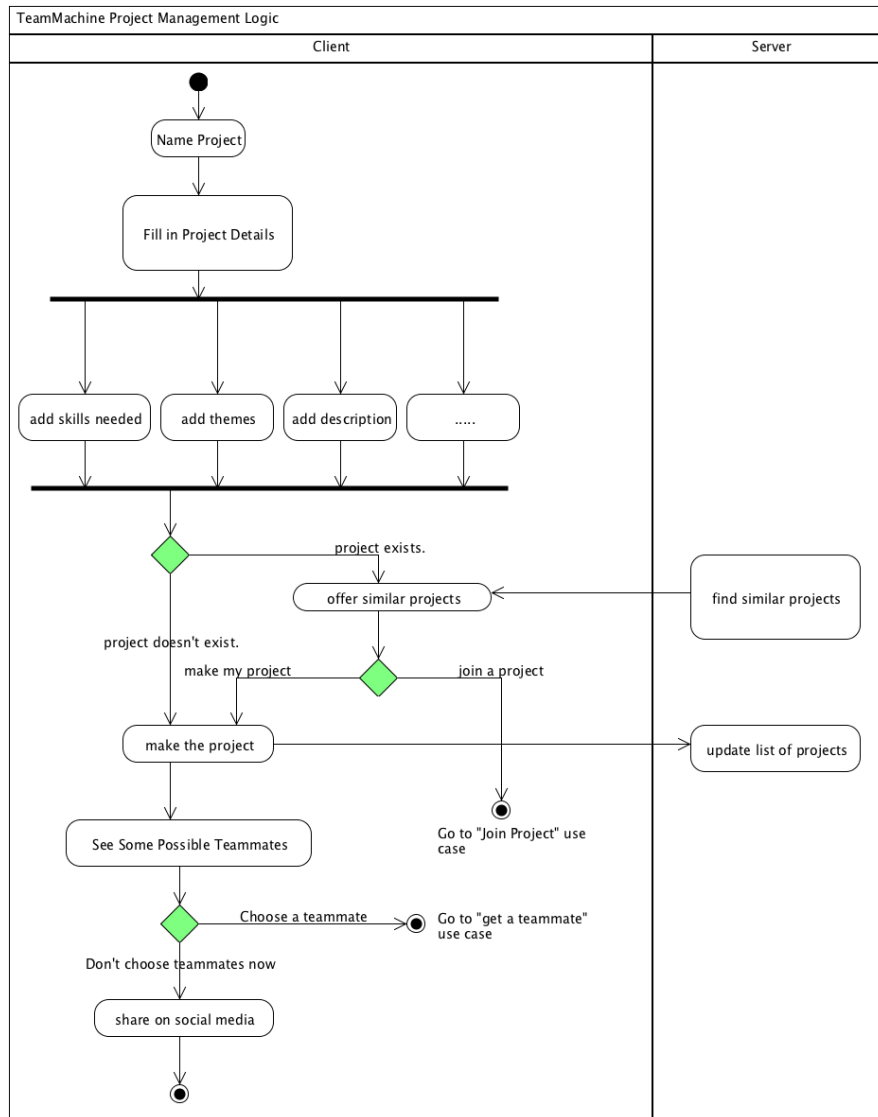 TeamMachine Project Management Logic
Client
Server
Name Project
Fill in Project Details
add skills needed
add themes
add description
.....
project exists.
offer similar projects
find similar projects
project doesn't exist.
make my project
join a project
make the project
update list of projects
Go to "Join Project" use
case
See Some Possible Teammates
Choose a teammate
Go to "get a teammate"
use case
Don't choose teammates now
share on social media